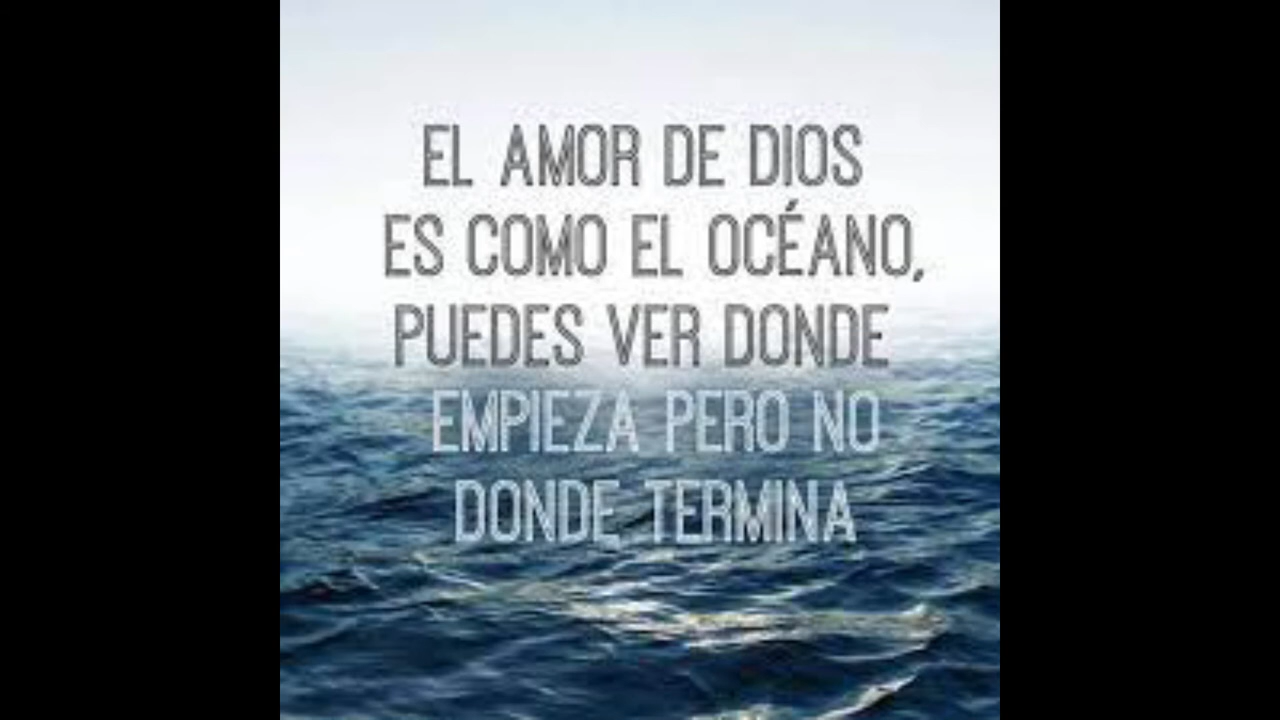 EL AMOR DE DIOS
ES COMO EL OCÉANO,
PUEDES VER DONDE
EMPIEZA PERO NO
DONDE TERMINA